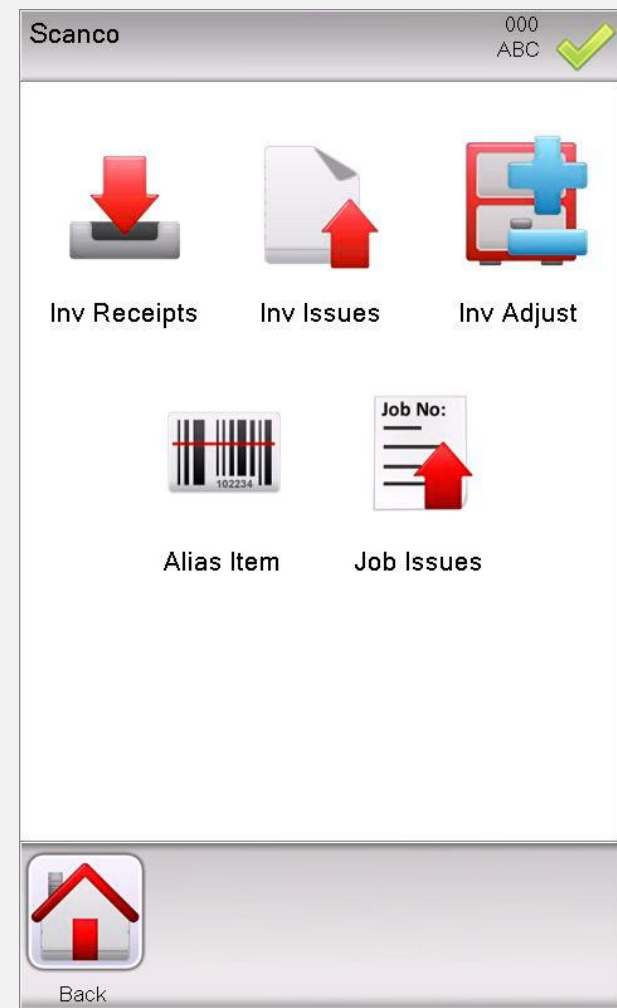 Scanco
000
ABC
Inv Receipts
Inv Issues
Inv Adjust
102234
Job No:
Alias Item
Job Issues
Back